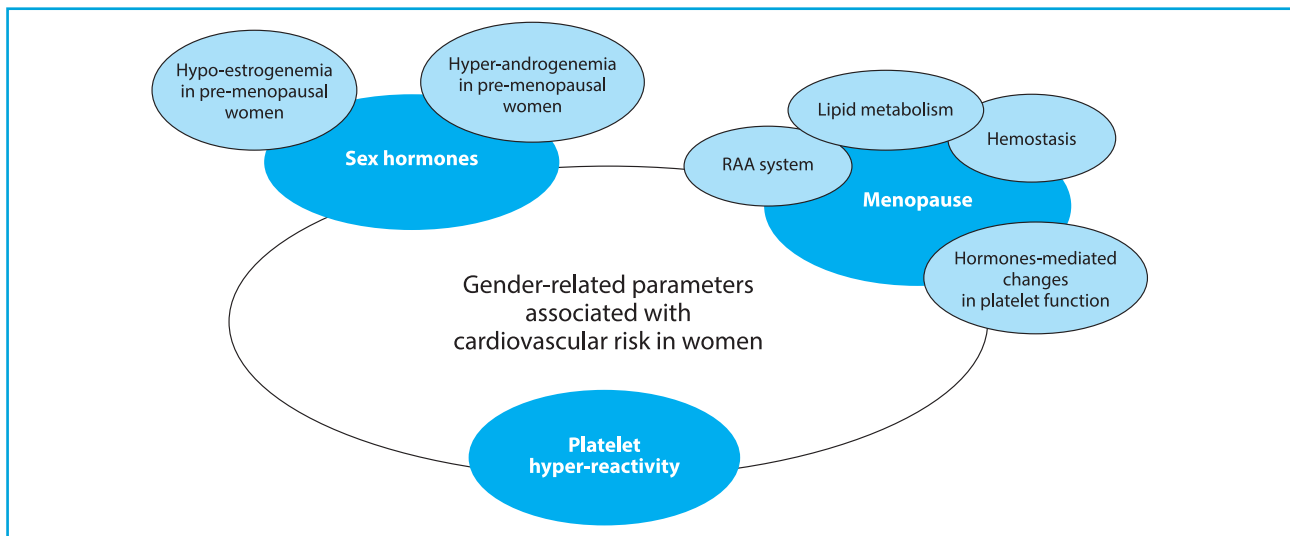 Hypo-estrogenemia
in pre-menopausal
women
Hyper-androgenemia
in pre-menopausal
women
Sex hormones
Lipid metabolism
Hemostasis
RAA system
Menopause
Hormones-mediated
changes
in platelet function
Gender-related parameters
associated with
cardiovascular risk in women
Platelet
hyper-reactivity